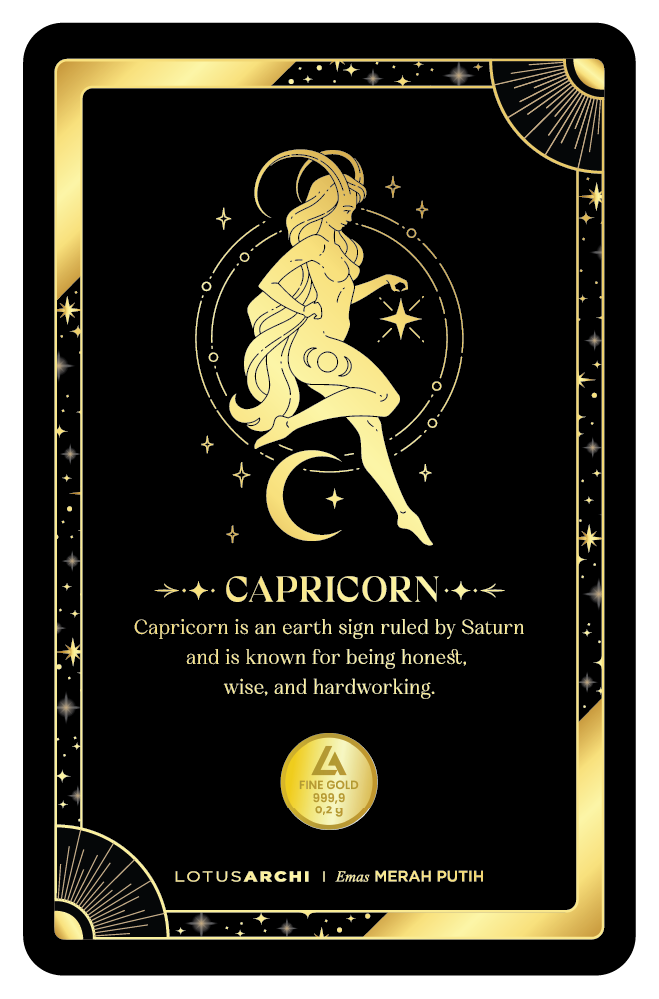 CAPRICORN
Capricorn is an earth sign ruled by Saturn
and is known for being honest,
wise, and hardworking.
LA
FINE GOLD
999,9
0,2 g
LOTUSARCHI | Emas MERAH PUTIH